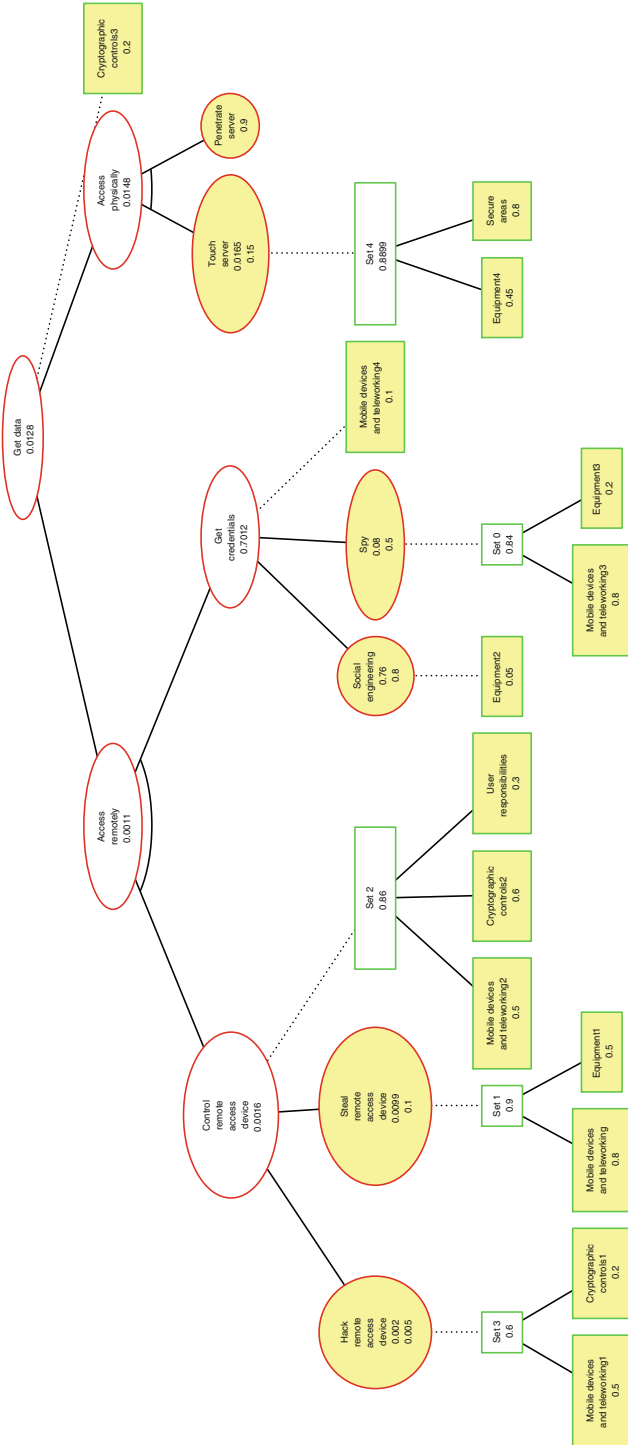 Get data
0.0128
Cryptographic
controls3
0.2
Access
remotely
0.0011
Access
physically
0.0148
Control
remote
access
device
0.0016
Get
credentials
0.7012
Touch
server
0.0165
0.15
Penetrate
server
0.9
Hack
remote
access
device
0.002
0.005
Steal
remote
access
device
0.0099
0.1
Set 2
0.86
Social
engineering
0.76
0.8
Spy
0.08
0.5
Mobile devices
and teleworking4
0.1
Set 4
0.8899
Set 3
0.6
Set 1
0.9
Mobile devices
and teleworking2
0.5
Cryptographic
controls2
0.6
User
responsibilities
0.3
Equipment2
0.05
Set 0
0.84
Equipment4
0.45
Secure
areas
0.8
Mobile devices
and teleworking1
0.5
Cryptographic
controls1
0.2
Mobile devices
and teleworking
0.8
Equipment1
0.5
Mobile devices
and teleworking3
0.8
Equipment3
0.2